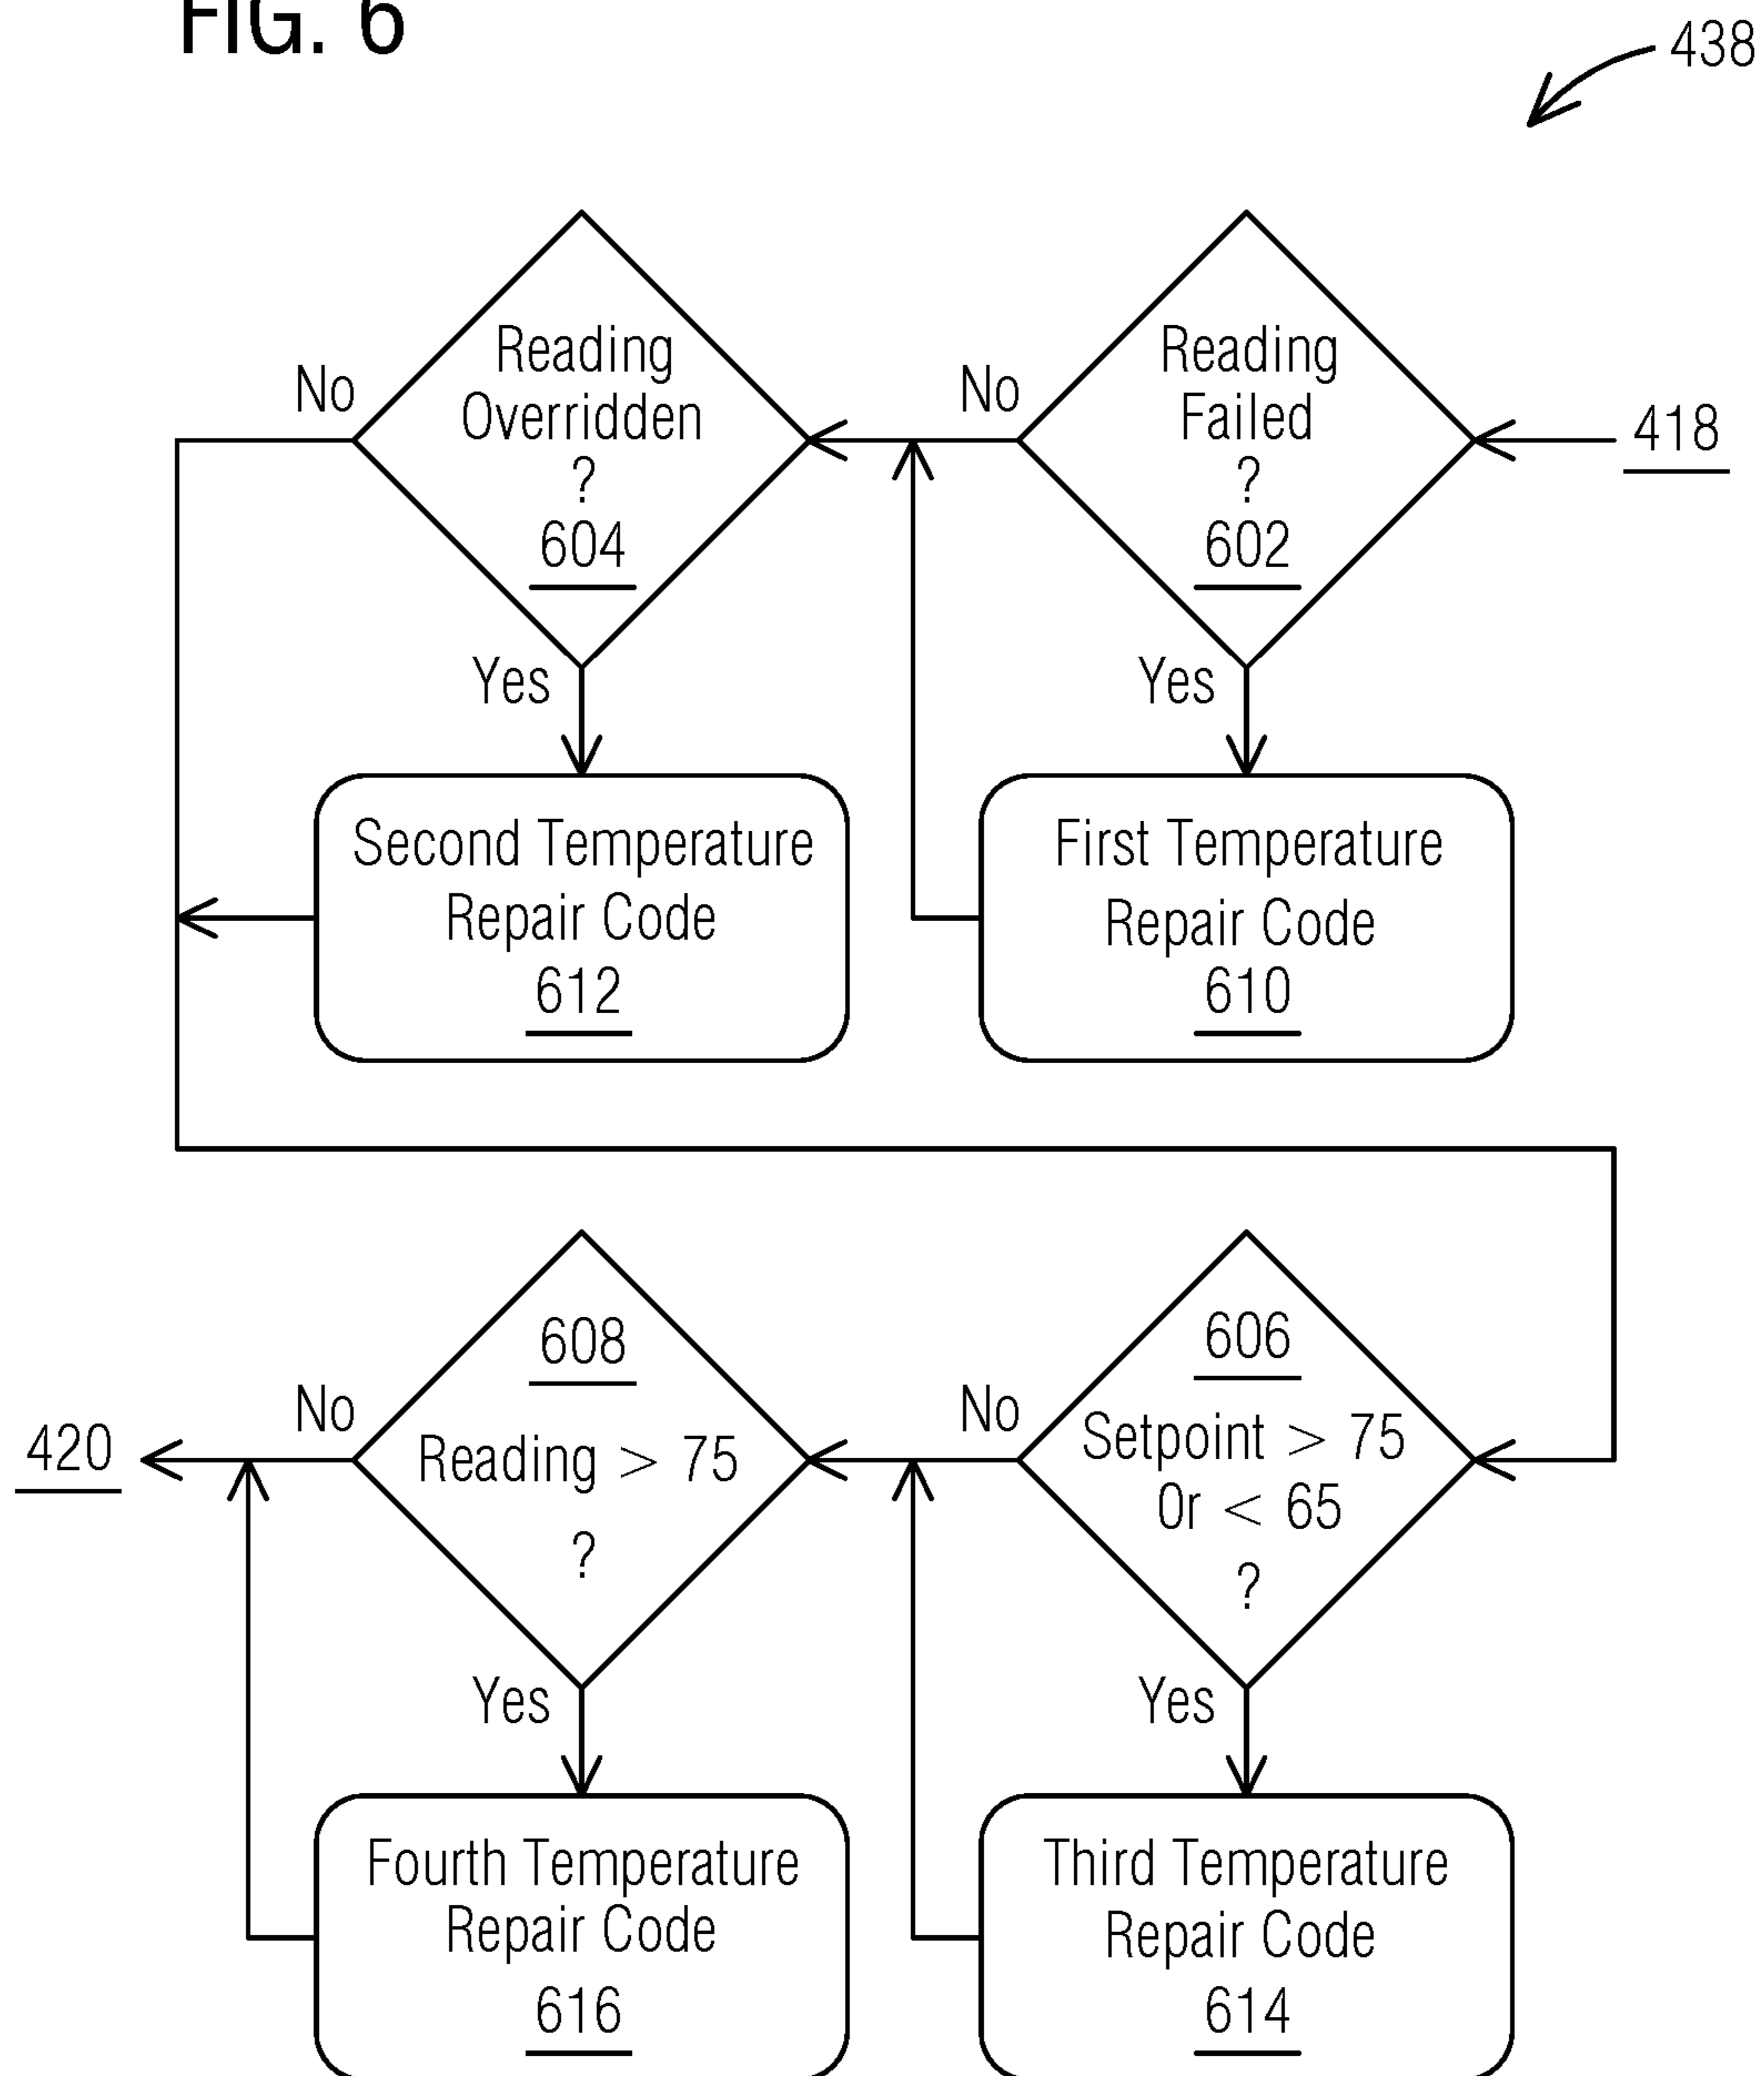 FIG. 6
438
Reading
Overridden
?
604
No
Yes
Reading
Failed
?
602
No
Yes
418
Second Temperature
Repair Code
612
First Temperature
Repair Code
610
608
Reading > 75
?
No
Yes
420
606
Setpoint > 75
Or < 65
?
No
Yes
Fourth Temperature
Repair Code
616
Third Temperature
Repair Code
614